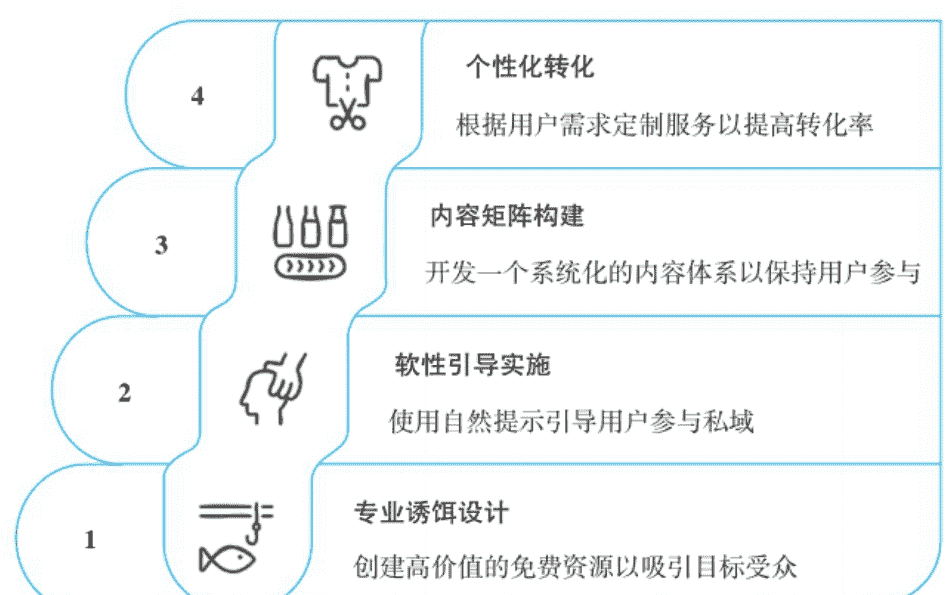 4
个性化转化
根据用户需求定制服务以提高转化率
3
内容矩阵构建
开发一个系统化的内容体系以保持用户参与
2
软性引导实施
使用自然提示引导用户参与私域
1
专业诱饵设计
创建高价值的免费资源以吸引目标受众